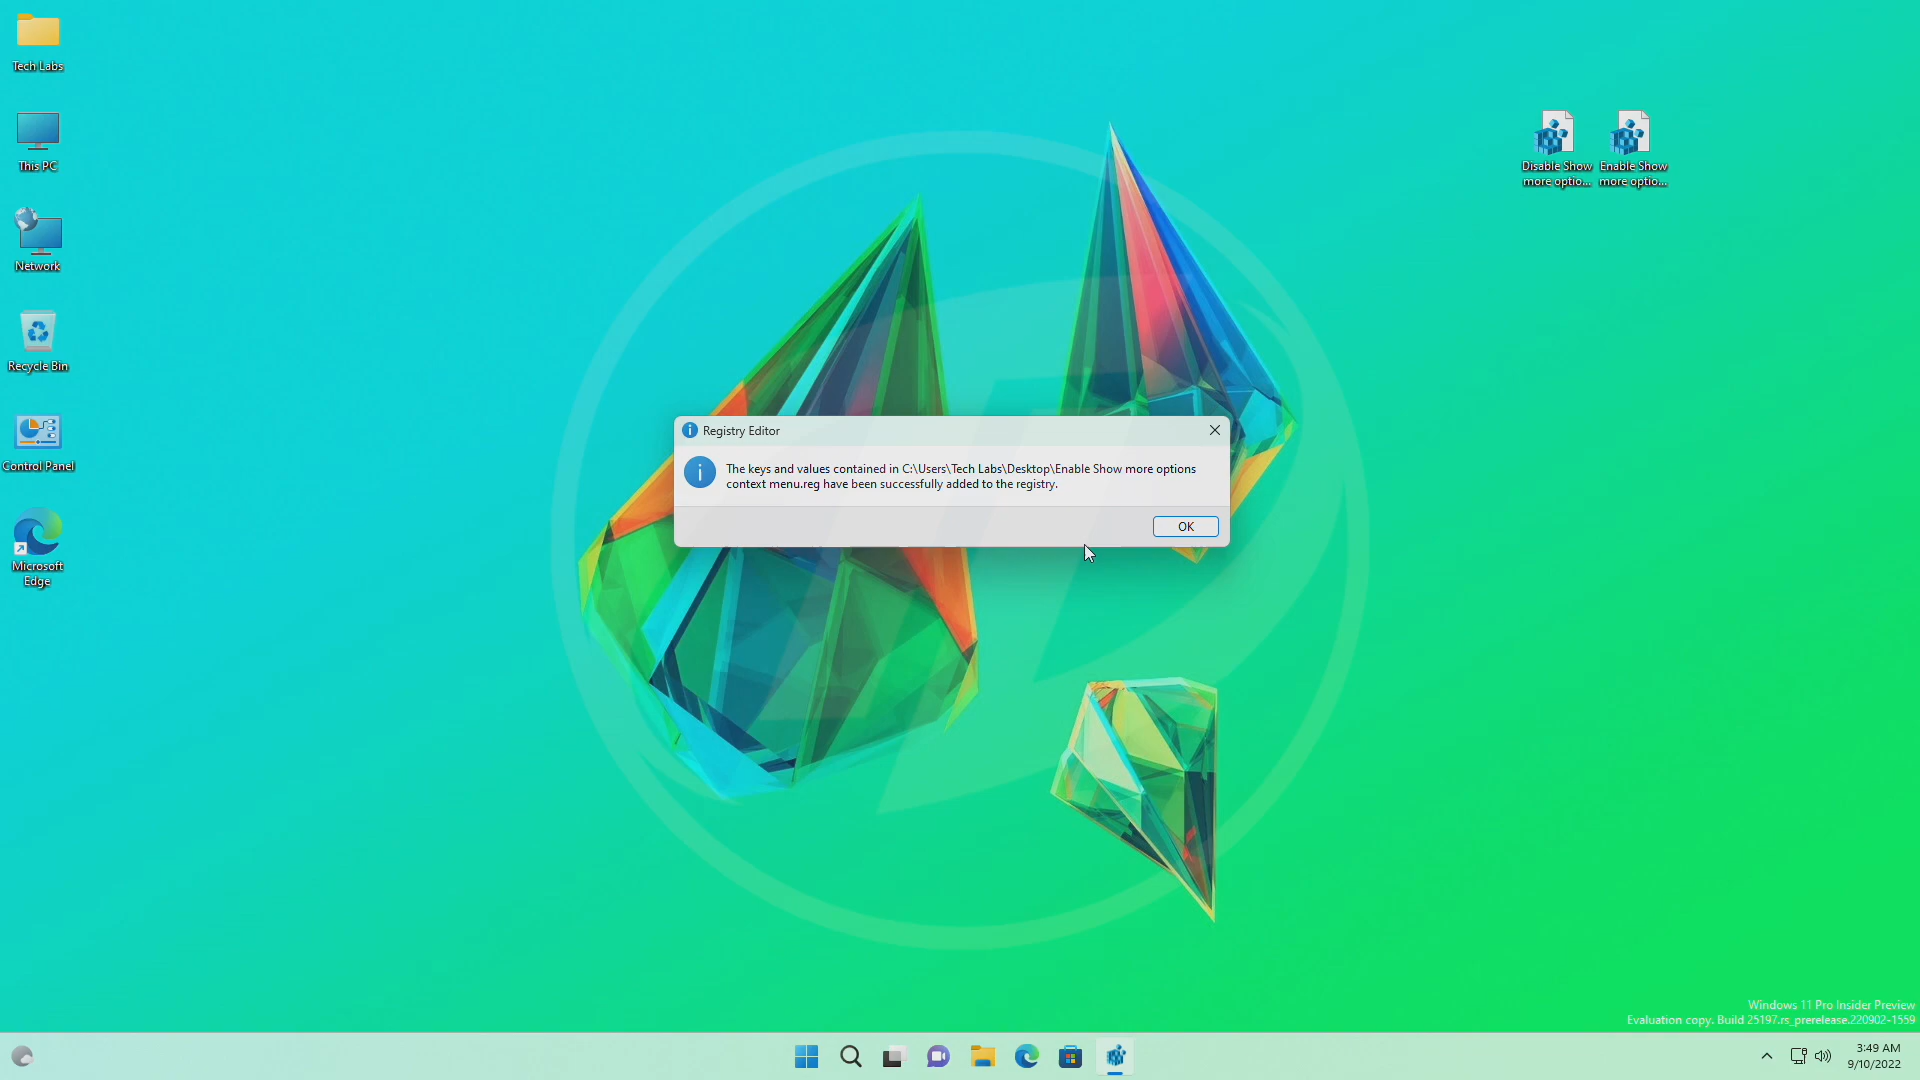 Tech Labs
This PC
Network
Recycle Bin
Control Panel
Microsoft
Edge
Disable Show
more optio...
Enable Show
more optio...
Registry Editor
The keys and values contained in C:\Users\Tech Labs\Desktop\Enable Show more options
context menu.reg have been successfully added to the registry.
OK
Windows 11 Pro Insider Preview
Evaluation copy. Build 25197.rs_prerelease.220902-1559
3:49 AM
9/10/2022